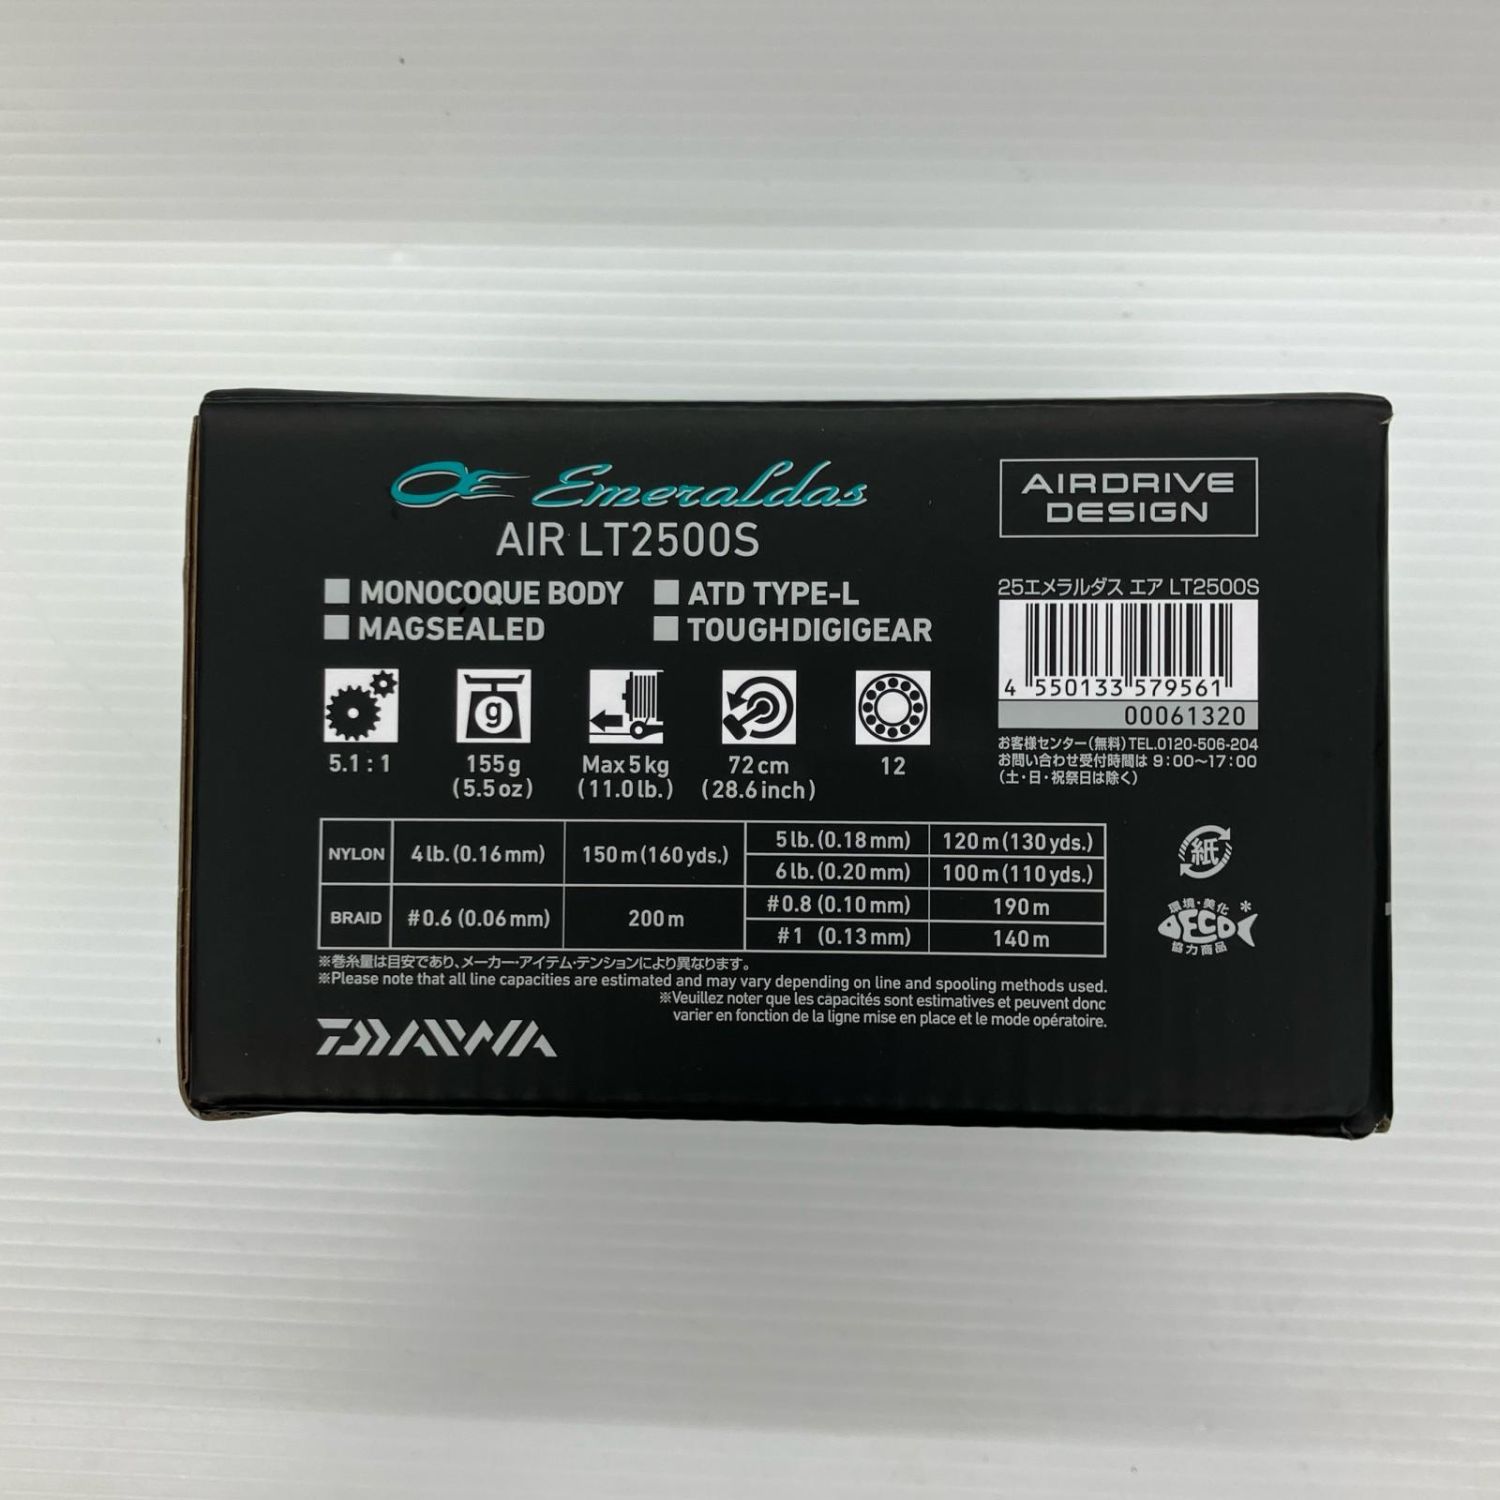 Emeraldas
AIR LT2500S
AIRDRIVE
DESIGN
■ MONOCOQUE BODY ■ ATD TYPE-L
■ MAGSEALED ■ TOUGHDIGIGEAR
25エメラルダス エア LT2500S
4 550133 579561
00061320
お客様センター(無料)TEL.0120-506-204
お問い合わせ受付時間は 9:00〜17:00
(土・日・祝祭日は除く)
g
5.1 : 1
155g
(5.5oz)
Max5kg
(11.0lb.)
72cm
(28.6inch)
12
NYLON 4lb.(0.16mm) 150m(160yds.) 5lb.(0.18mm) 120m(130yds.)
6lb.(0.20mm) 100m(110yds.)
BRAID #0.6 (0.06mm) 200m #0.8 (0.10mm) 190m
#1 (0.13mm) 140m
紙
環境・美化
ECO
協力商品
※巻糸量は目安であり、メーカー・アイテム・テンションにより異なります。
※Please note that all line capacities are estimated and may vary depending on line and spooling methods used.
※Veuillez noter que les capacités sont estimatives et peuvent donc
varier en fonction de la ligne mise en place et le mode opératoire.
DAIWA